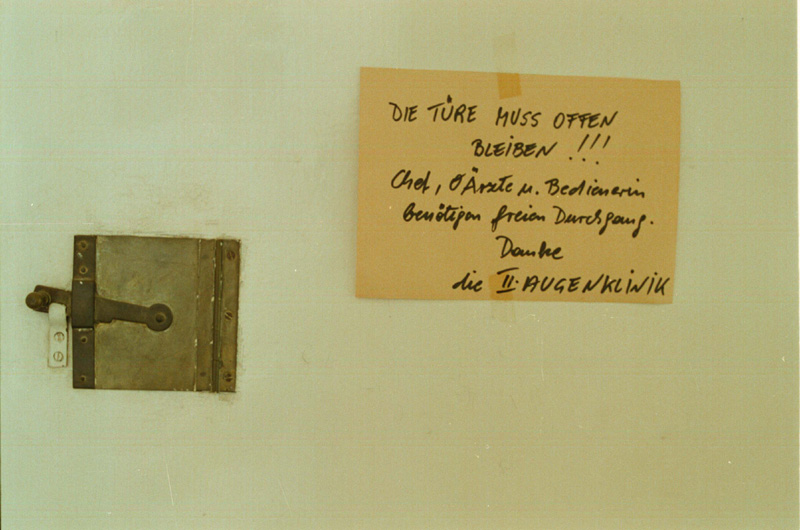 DIE TÜRE MUSS OFFEN
BLEIBEN !!!
Chef, OÄrzte u. Bedienerin
benötigen freien Durchgang.
Danke
die II. AUGENKLINIK